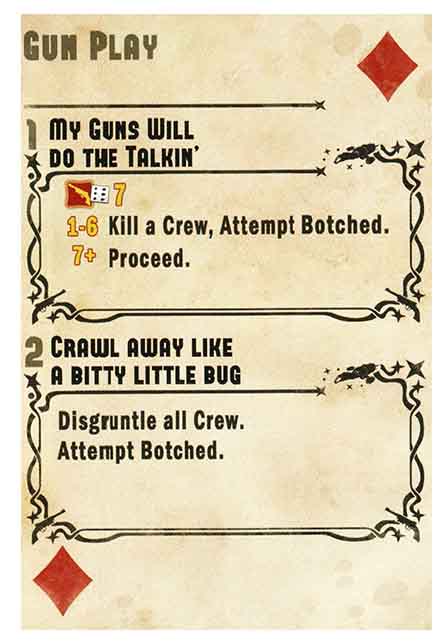 Gun Play
1 My Guns Will
do the Talkin'
7
1-6 Kill a Crew, Attempt Botched.
7+ Proceed.
2 Crawl away like
a bitty little bug
Disgruntle all Crew.
Attempt Botched.